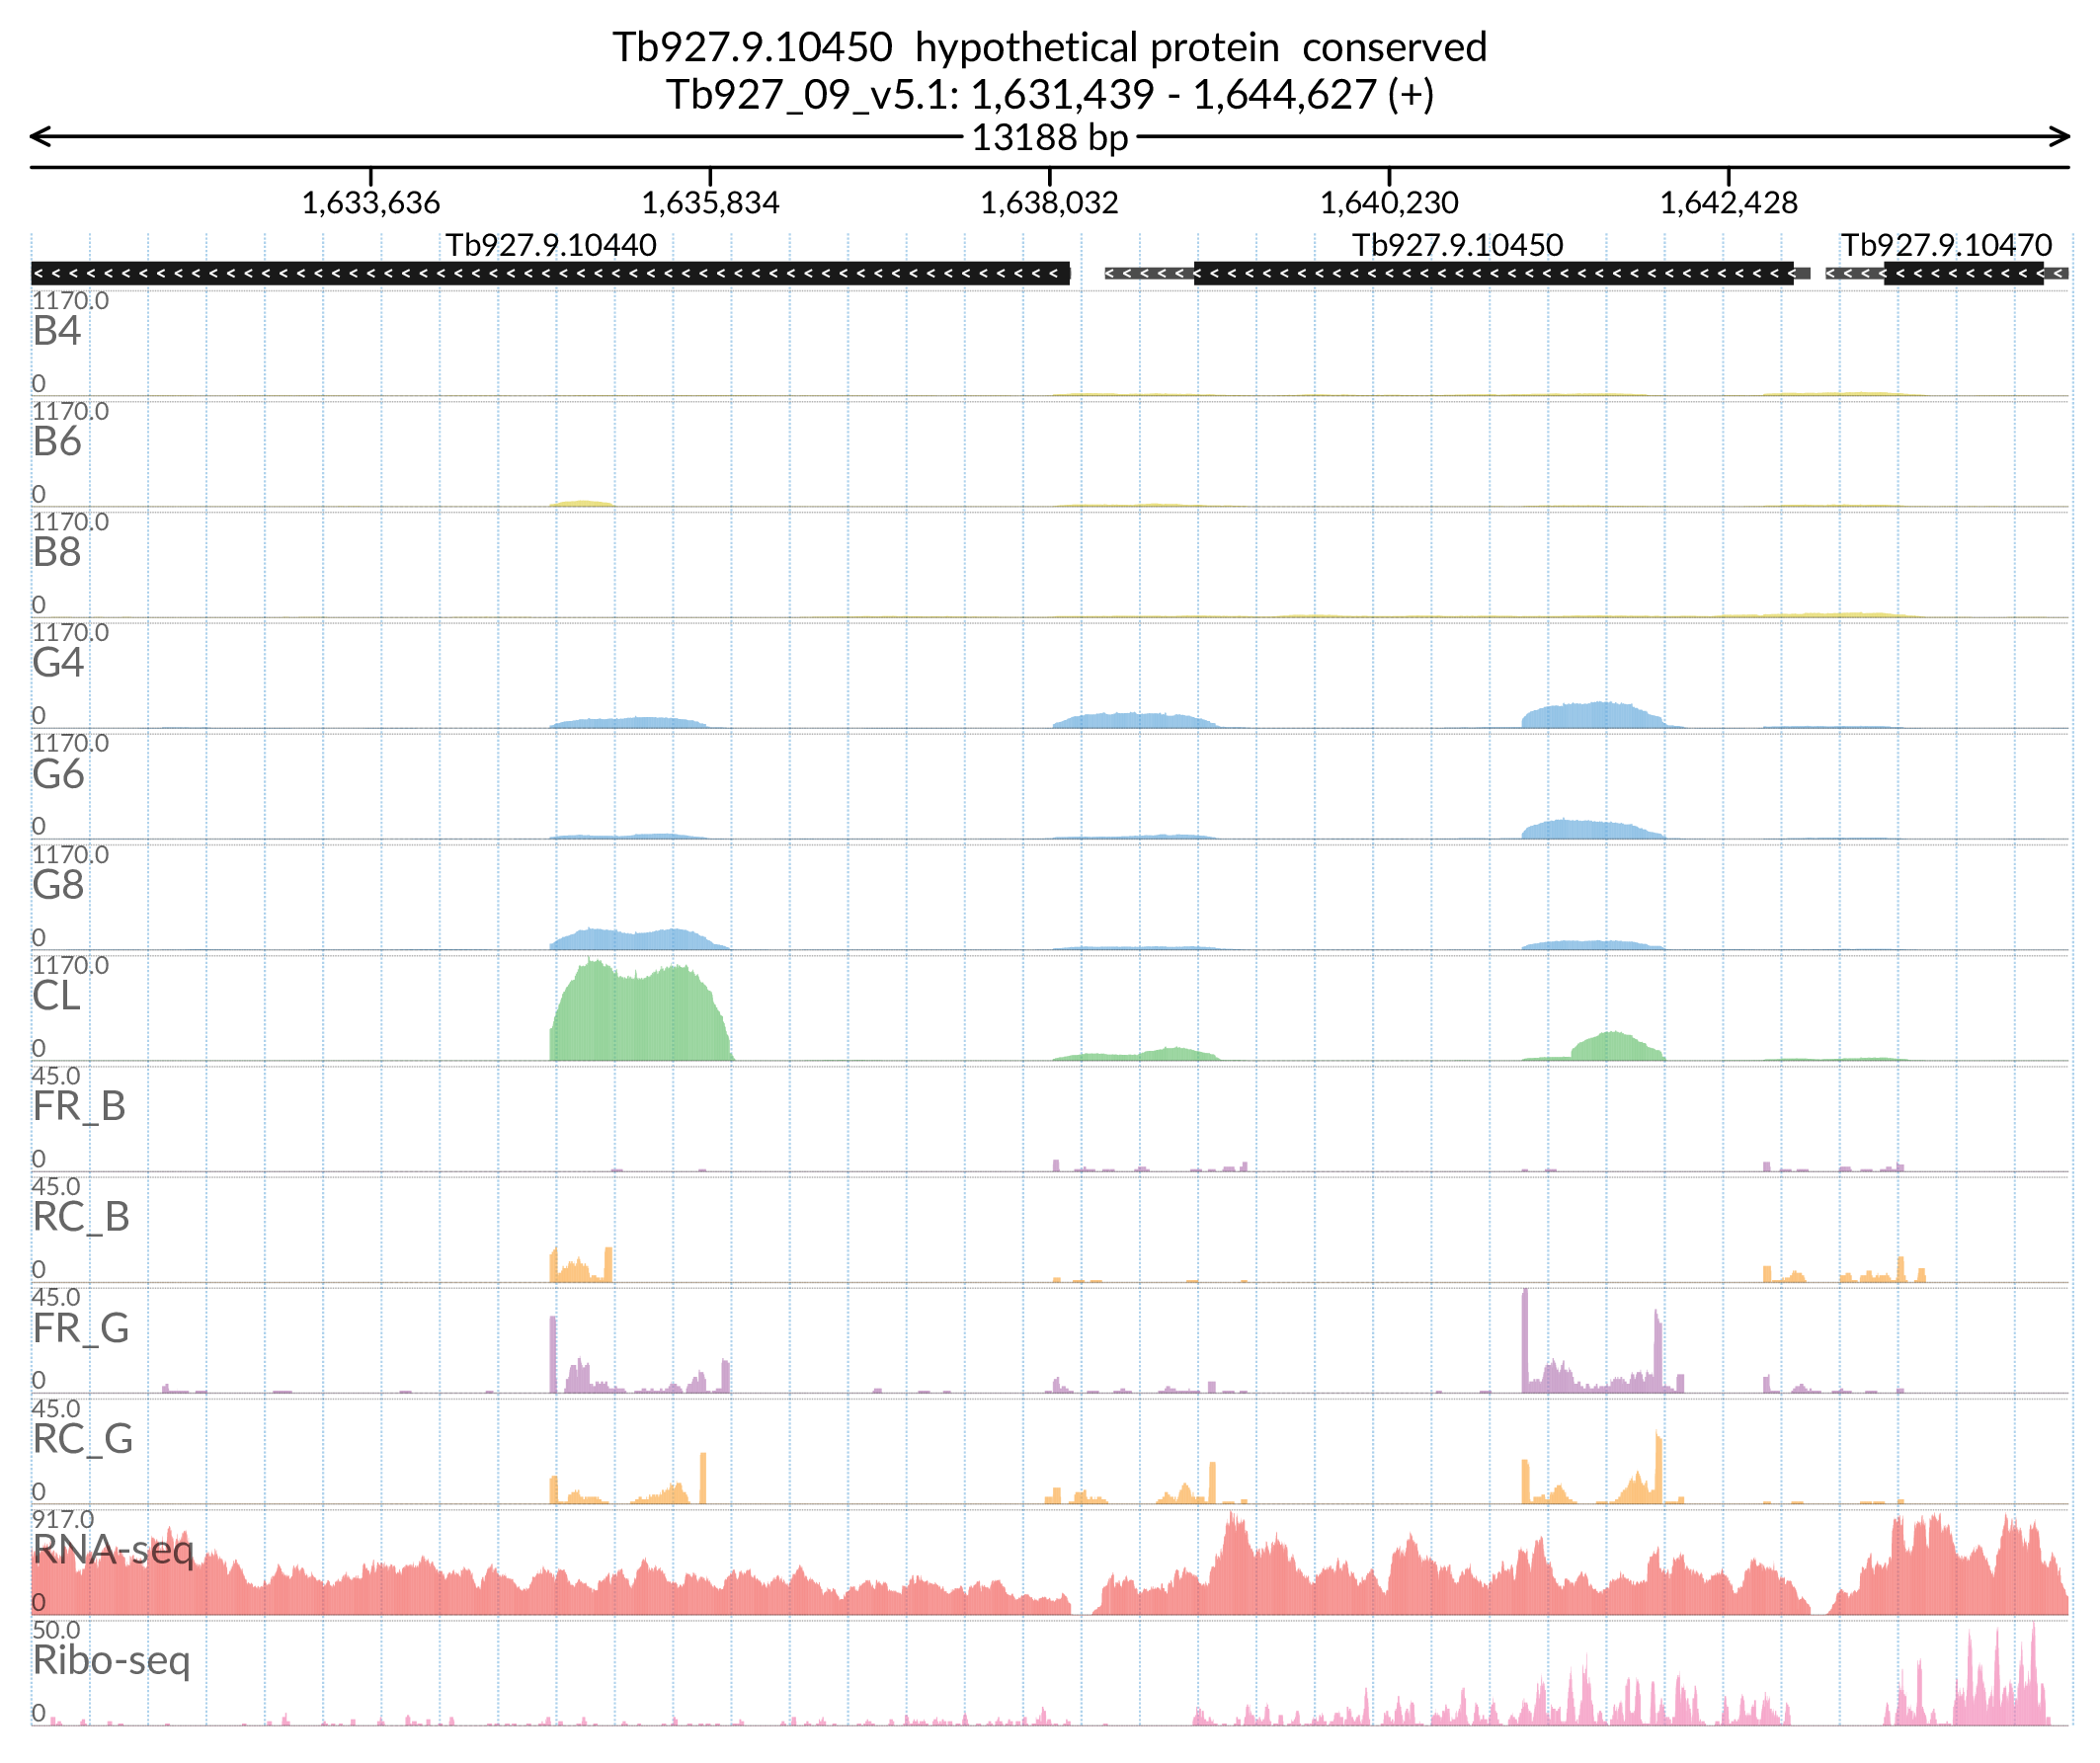 Tb927.9.10450  hypothetical protein  conserved
Tb927_09_v5.1: 1,631,439 - 1,644,627 (+)
13188 bp
1,633,636 1,635,834 1,638,032 1,640,230 1,642,428
Tb927.9.10440 Tb927.9.10450 Tb927.9.10470
1170.0
B4
0
1170.0
B6
0
1170.0
B8
0
1170.0
G4
0
1170.0
G6
0
1170.0
G8
0
1170.0
CL
0
45.0
FR_B
0
45.0
RC_B
0
45.0
FR_G
0
45.0
RC_G
0
917.0
RNA-seq
0
50.0
Ribo-seq
0